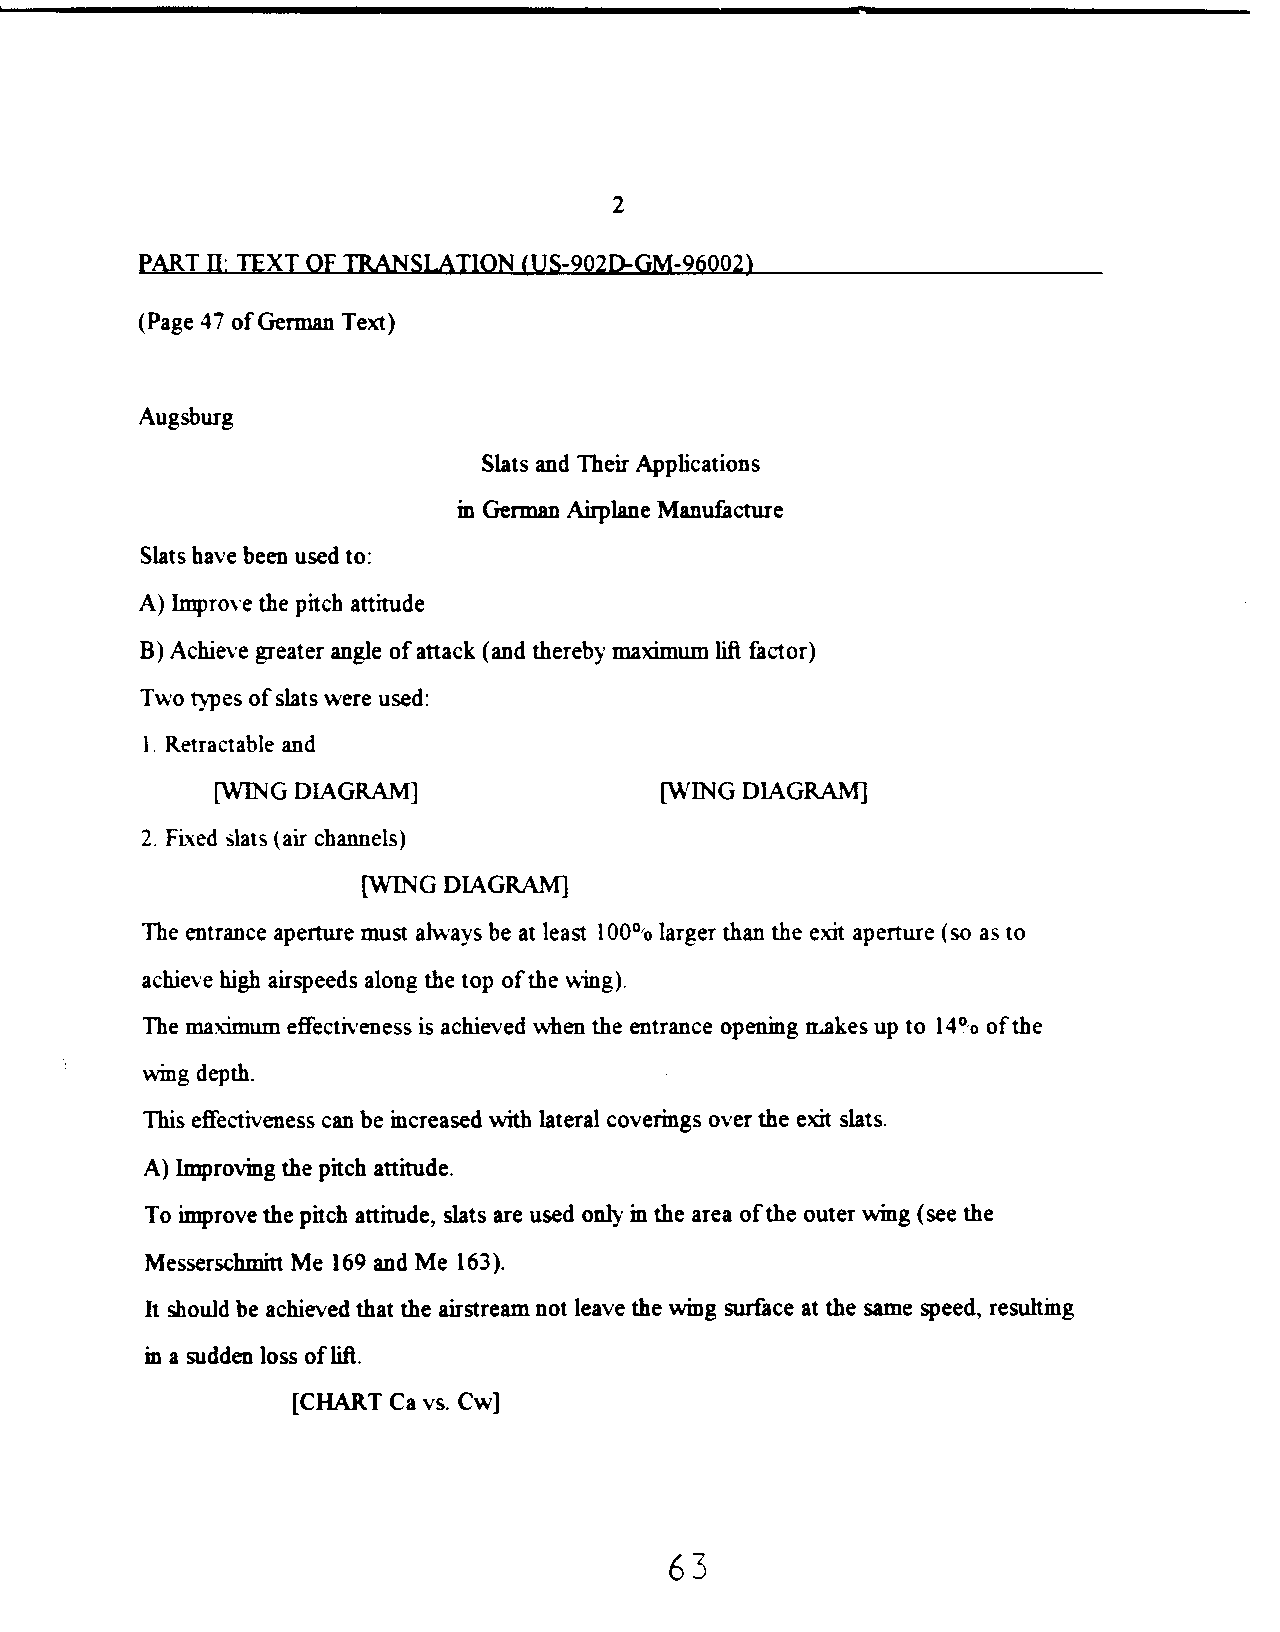 2
PART II: TEXT OF TRANSLATION (US-902D-GM-96002)
(Page 47 of German Text)
Augsburg
Slats and Their Applications
in German Airplane Manufacture
Slats have been used to:
A) Improve the pitch attitude
B) Achieve greater angle of attack (and thereby maximum lift factor)
Two types of slats were used:
1. Retractable and
[WING DIAGRAM] [WING DIAGRAM]
2. Fixed slats (air channels)
[WING DIAGRAM]
The entrance aperture must always be at least 100% larger than the exit aperture (so as to
achieve high airspeeds along the top of the wing).
The maximum effectiveness is achieved when the entrance opening makes up to 14% of the
wing depth.
This effectiveness can be increased with lateral coverings over the exit slats.
A) Improving the pitch attitude.
To improve the pitch attitude, slats are used only in the area of the outer wing (see the
Messerschmitt Me 169 and Me 163).
It should be achieved that the airstream not leave the wing surface at the same speed, resulting
in a sudden loss of lift.
[CHART Ca vs. Cw]
63